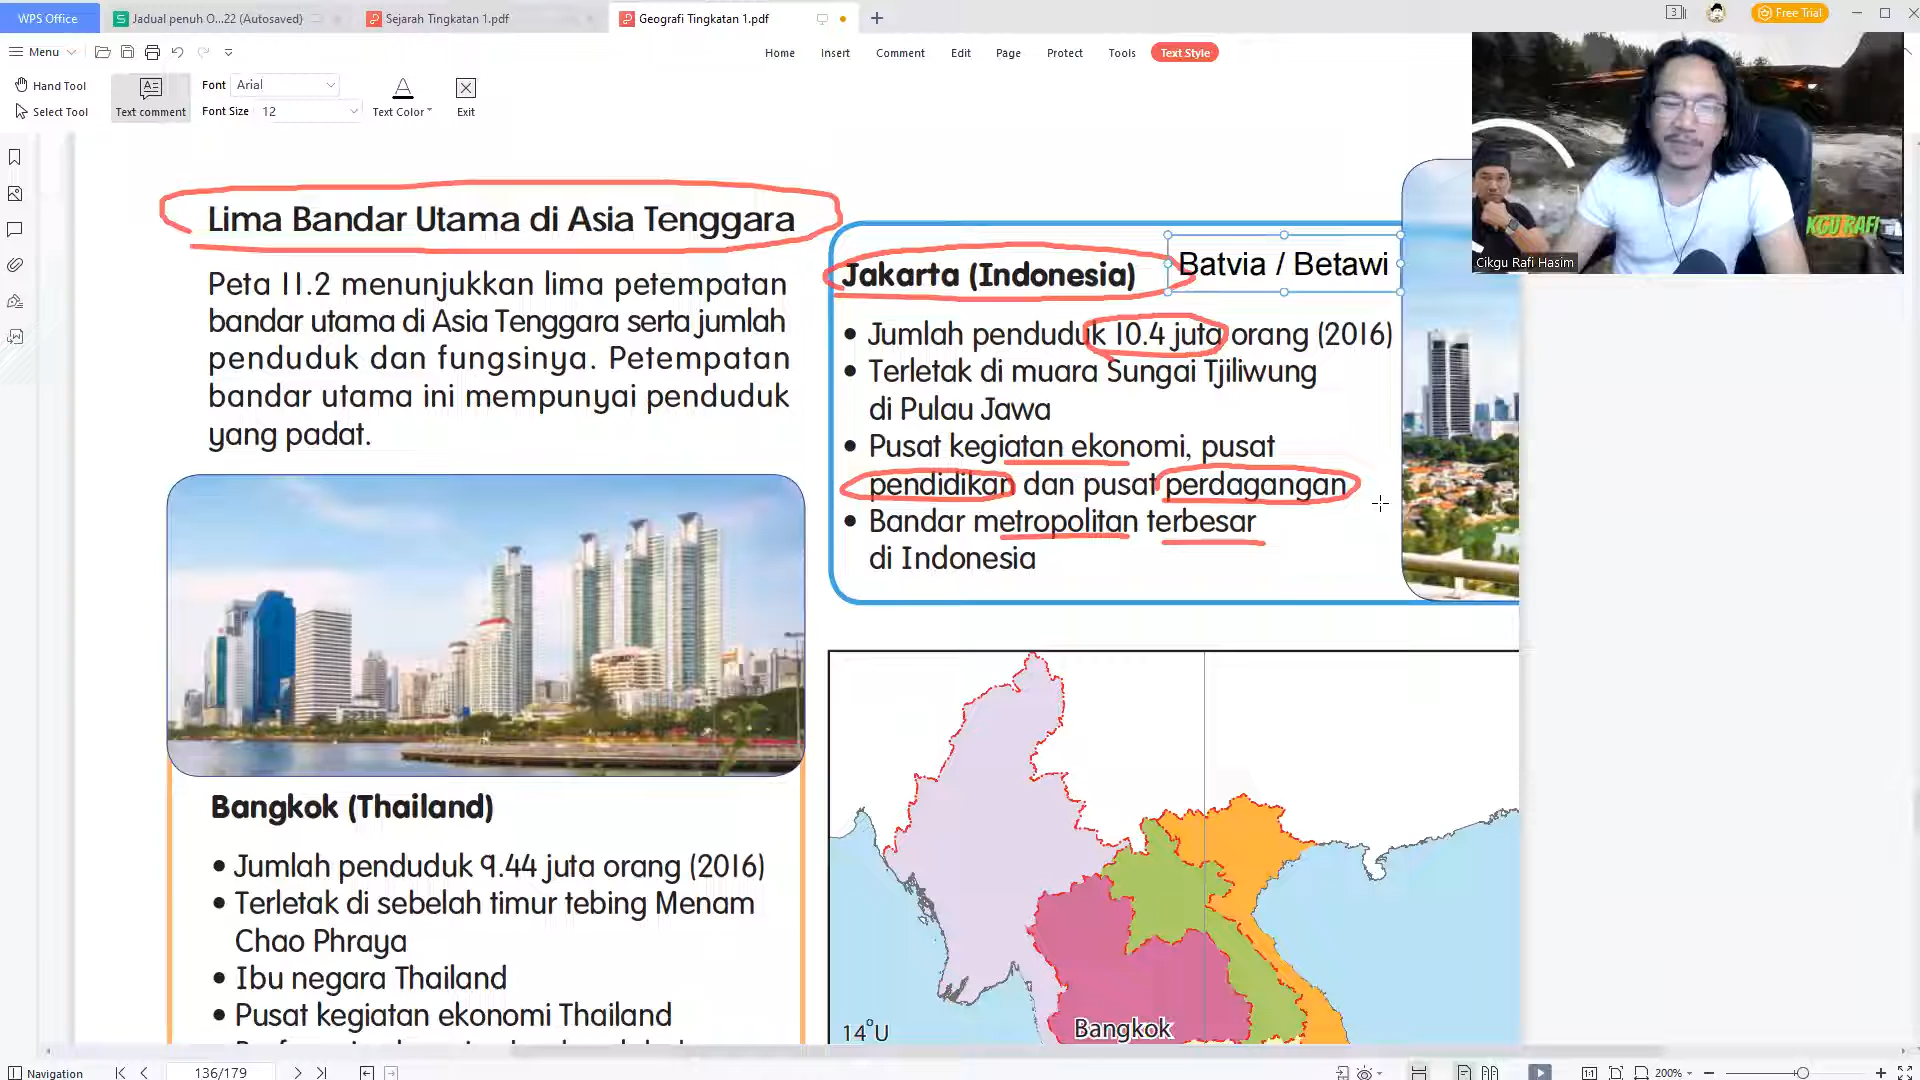 WPS Office
Jadual penuh O...22 (Autosaved)
Sejarah Tingkatan 1.pdf
Geografi Tingkatan 1.pdf
3
Free Trial
Menu
Home
Insert
Comment
Edit
Page
Protect
Tools
Text Style
Hand Tool
Select Tool
Text comment
Font
Arial
Font Size
12
Text Color
Exit
KGU RAFI
Cikgu Rafi Hasim
Lima Bandar Utama di Asia Tenggara
Peta 11.2 menunjukkan lima petempatan
bandar utama di Asia Tenggara serta jumlah
penduduk dan fungsinya. Petempatan
bandar utama ini mempunyai penduduk
yang padat.
Jakarta (Indonesia)
Batvia / Betawi
• Jumlah penduduk 10.4 juta orang (2016)
• Terletak di muara Sungai Tjiliwung
di Pulau Jawa
• Pusat kegiatan ekonomi, pusat
pendidikan dan pusat perdagangan
• Bandar metropolitan terbesar
di Indonesia
Bangkok (Thailand)
• Jumlah penduduk 9.44 juta orang (2016)
• Terletak di sebelah timur tebing Menam
Chao Phraya
• Ibu negara Thailand
• Pusat kegiatan ekonomi Thailand
14°U
Bangkok
Navigation
136/179
1:1
200%